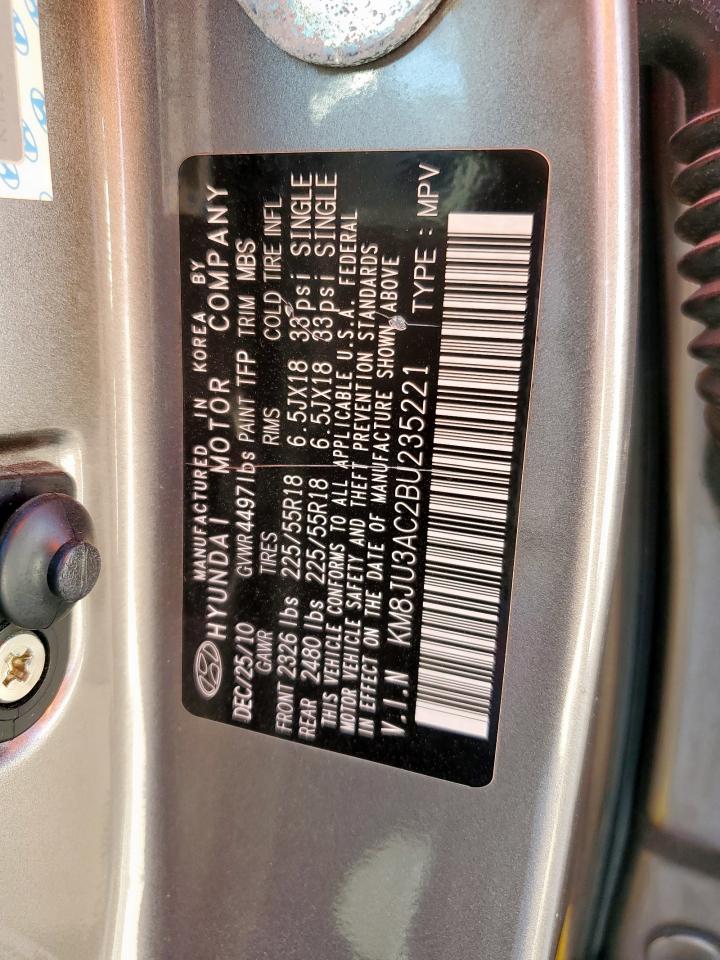 MANUFACTURED IN KOREA BY
HYUNDAI MOTOR COMPANY
DEC/25/10 GVWR4497lbs PAINT TFP TRIM MBS
GAWR TIRES RIMS COLD TIRE INFL
FRONT 2326 lbs 225/55R18 6.5JX18 33psi SINGLE
REAR 2480 lbs 225/55R18 6.5JX18 33psi SINGLE
THIS VEHICLE CONFORMS TO ALL APPLICABLE U.S.A. FEDERAL
MOTOR VEHICLE SAFETY AND THEFT PREVENTION STANDARDS
IN EFFECT ON THE DATE OF MANUFACTURE SHOWN ABOVE
V.I.N KM8JU3AC2BU235221 TYPE : MPV